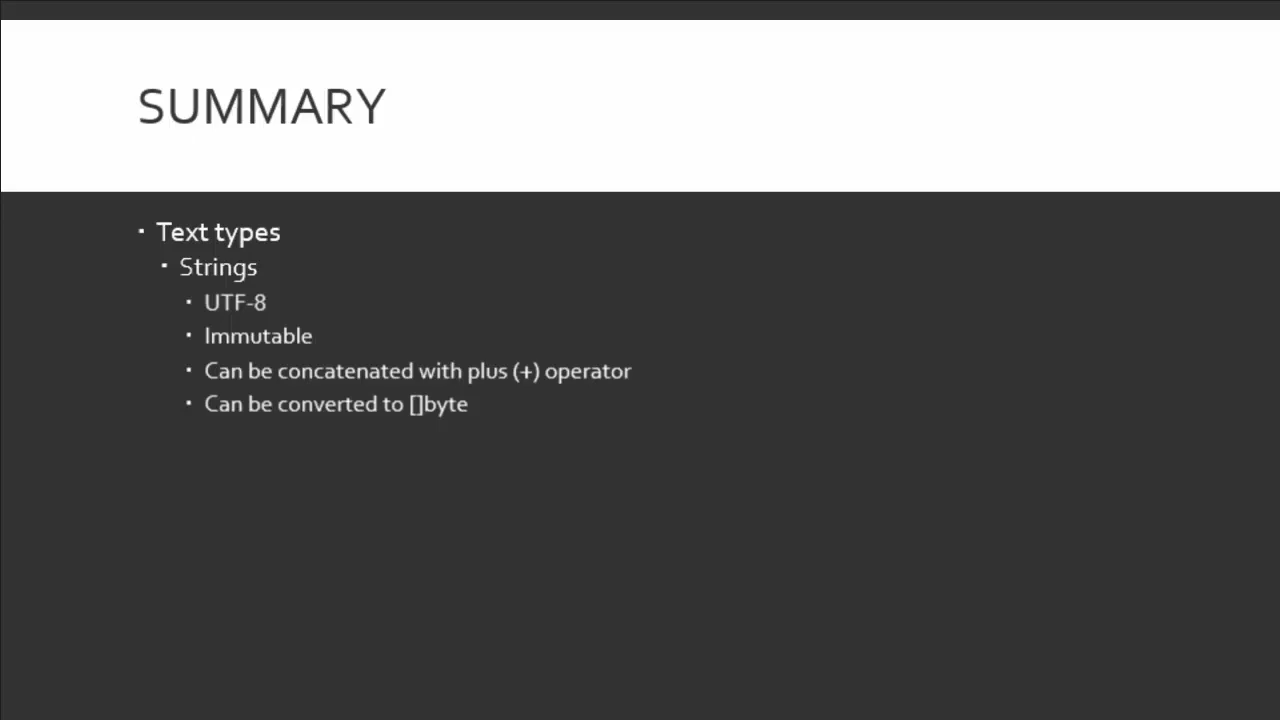 SUMMARY
▪ Text types
▪ Strings
▪ UTF-8
▪ Immutable
▪ Can be concatenated with plus (+) operator
▪ Can be converted to []byte